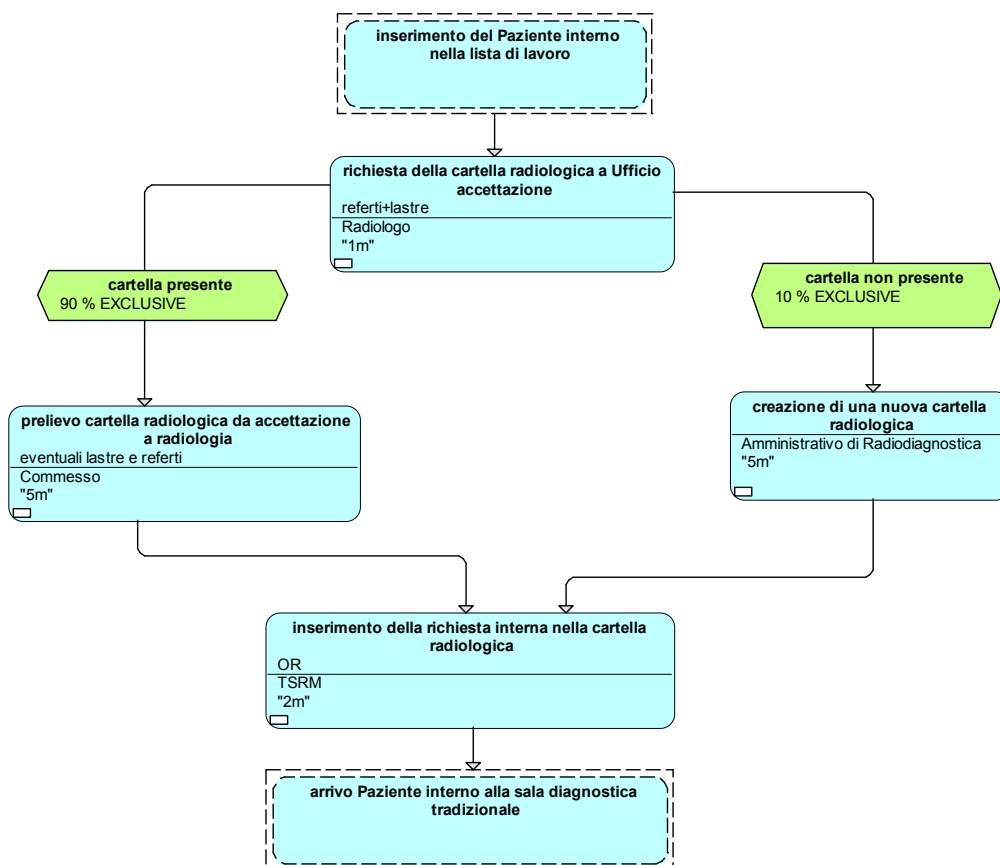 inserimento del Paziente interno
nella lista di lavoro
richiesta della cartella radiologica a Ufficio
accettazione
referti+lastre
Radiologo
"1m"
cartella presente
90 % EXCLUSIVE
cartella non presente
10 % EXCLUSIVE
prelievo cartella radiologica da accettazione
a radiologia
eventuali lastre e referti
Commesso
"5m"
creazione di una nuova cartella
radiologica
Amministrativo di Radiodiagnostica
"5m"
inserimento della richiesta interna nella cartella
radiologica
OR
TSRM
"2m"
arrivo Paziente interno alla sala diagnostica
tradizionale